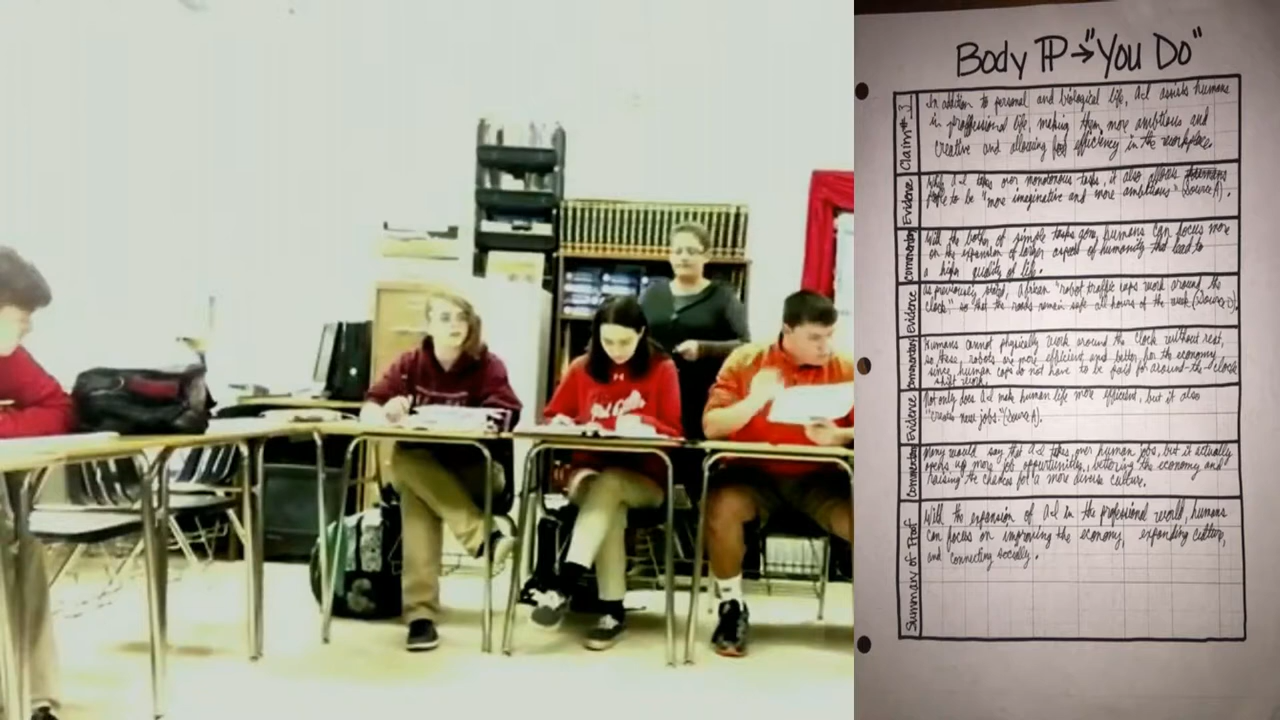 Body ¶ → "You Do"
Claim # 3
In addition to personal and biological life, A.I assists humans
in proffessional life, making them more ambitious and
creative and allowing for efficiency in the workplace.
Evidence
While A.I takes over monotonous tasks, it also allows humans
to be "more imaginative and more ambitious" (Source A).
Commentary
With the bother of simple tasks gone, humans can focus more
on the expansion of larger aspects of humanity that lead to
a high quality of life.
Evidence
As previously stated, African "robot traffic cops work around the
clock" so that the roads remain safe all hours of the week (Source D).
Commentary
Humans cannot physically work around the clock without rest,
so these robots are more efficient and better for the economy
since human cops do not have to be paid for around-the-clock
shift work.
Evidence
Not only does A.I make human life more efficient, but it also
"creates new jobs." (Source A).
Commentary
Many would say that A.I takes over human jobs, but it actually
opens up more job opportunities, bettering the economy and
raising the chances for a more diverse culture.
Summary of Proof
With the expansion of A.I in the professional world, humans
can focus on improving the economy, expanding culture,
and connecting socially.